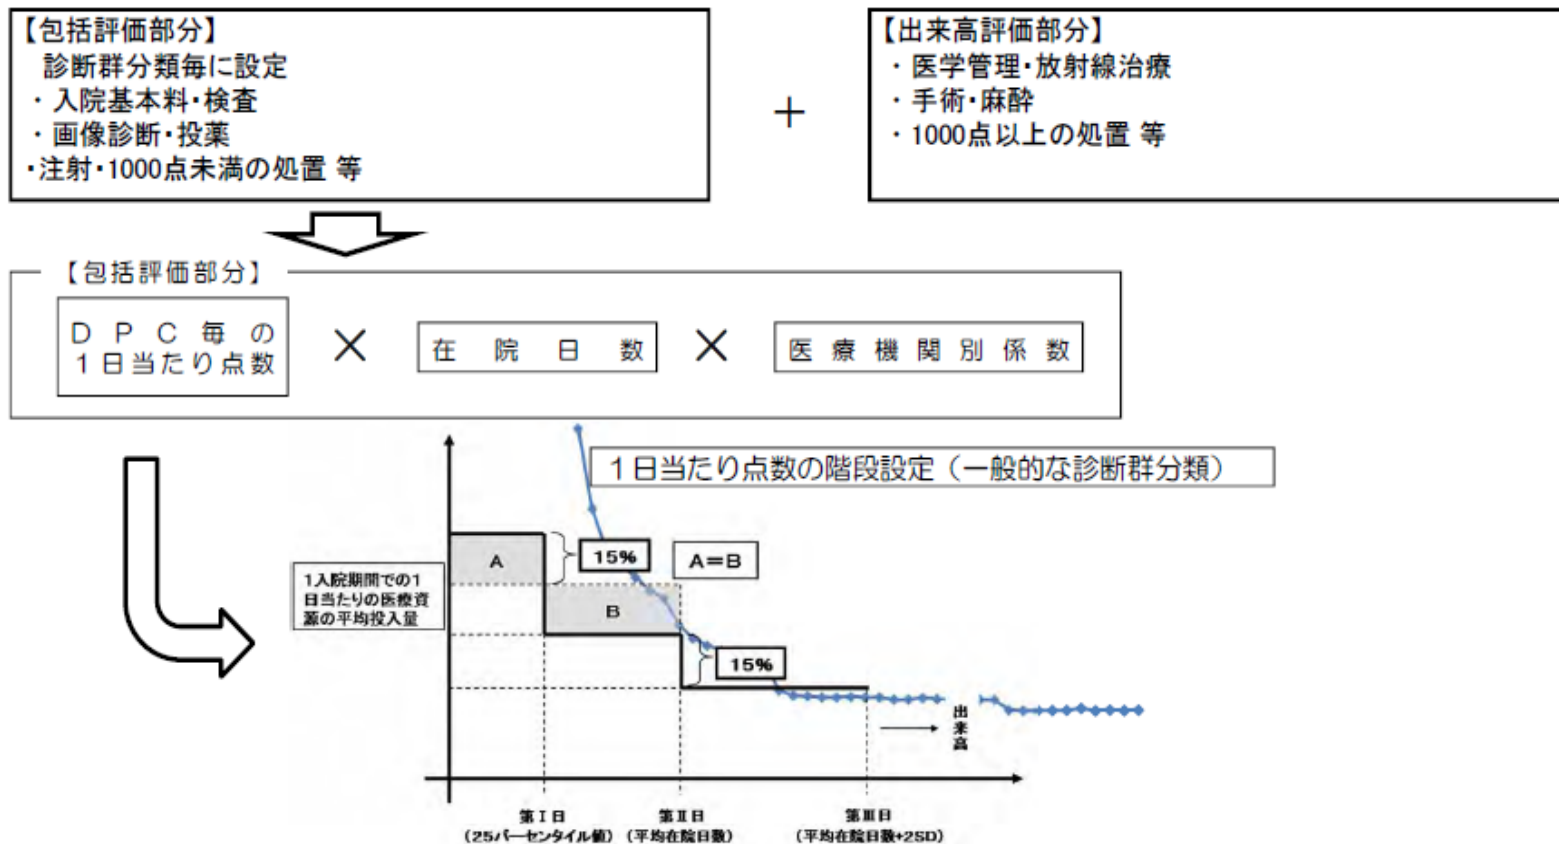 【包括評価部分】
診断群分類毎に設定
・入院基本料・検査
・画像診断・投薬
・注射・1000点未満の処置 等
＋
【出来高評価部分】
・医学管理・放射線治療
・手術・麻酔
・1000点以上の処置 等
【包括評価部分】
DPC毎の
1日当たり点数
×
在院日数
×
医療機関別係数
1日当たり点数の階段設定（一般的な診断群分類）
A
15%
A＝B
1入院期間での1
日当たりの医療資
源の平均投入量
B
15%
出来高
第Ⅰ日
（25パーセンタイル値）
第Ⅱ日
（平均在院日数）
第Ⅲ日
（平均在院日数+2SD）